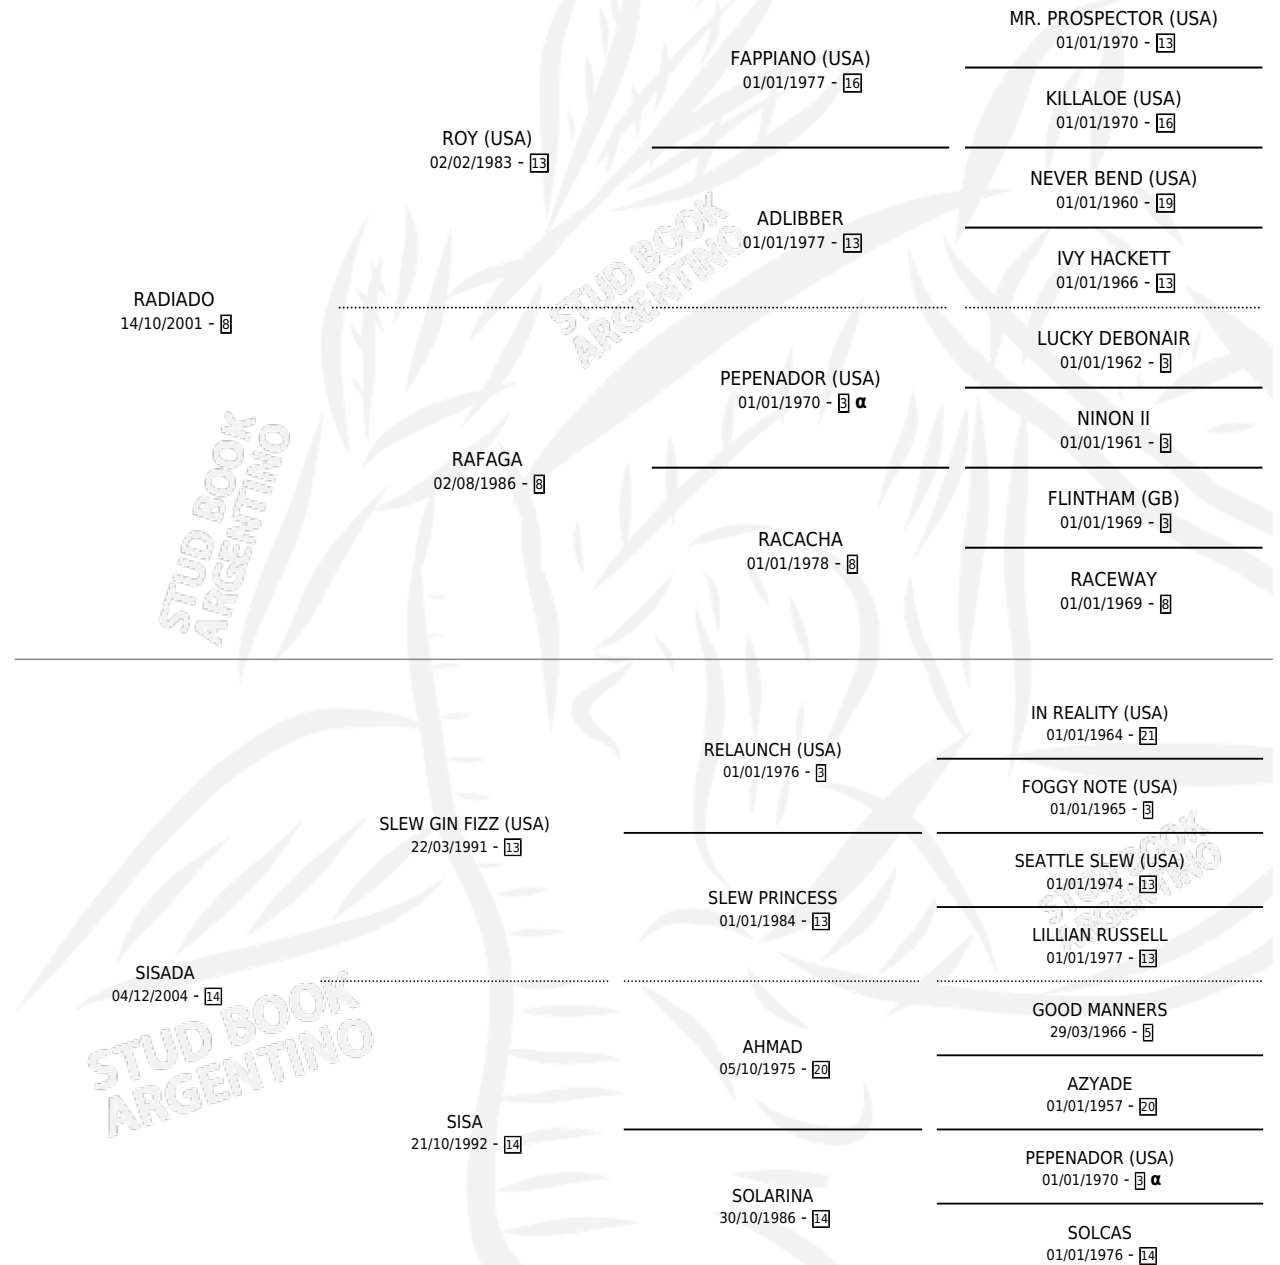 MR. PROSPECTOR (USA)
01/01/1970 - 13
FAPPIANO (USA)
01/01/1977 - 16
KILLALOE (USA)
01/01/1970 - 16
ROY (USA)
02/02/1983 - 13
NEVER BEND (USA)
01/01/1960 - 19
ADLIBBER
01/01/1977 - 13
IVY HACKETT
01/01/1966 - 13
RADIADO
14/10/2001 - 8
LUCKY DEBONAIR
01/01/1962 - 3
PEPENADOR (USA)
01/01/1970 - 3 α
NINON II
01/01/1961 - 3
RAFAGA
02/08/1986 - 8
FLINTHAM (GB)
01/01/1969 - 3
RACACHA
01/01/1978 - 8
RACEWAY
01/01/1969 - 8
STUD BOOK
ARGENTINO
STUD BOOK
ARGENTINO
IN REALITY (USA)
01/01/1964 - 21
RELAUNCH (USA)
01/01/1976 - 3
FOGGY NOTE (USA)
01/01/1965 - 3
SLEW GIN FIZZ (USA)
22/03/1991 - 13
SEATTLE SLEW (USA)
01/01/1974 - 13
SLEW PRINCESS
01/01/1984 - 13
LILLIAN RUSSELL
01/01/1977 - 13
SISADA
04/12/2004 - 14
GOOD MANNERS
29/03/1966 - 5
AHMAD
05/10/1975 - 20
AZYADE
01/01/1957 - 20
SISA
21/10/1992 - 14
PEPENADOR (USA)
01/01/1970 - 3 α
SOLARINA
30/10/1986 - 14
SOLCAS
01/01/1976 - 14
STUD BOOK
ARGENTINO
STUD BOOK
ARGENTINO